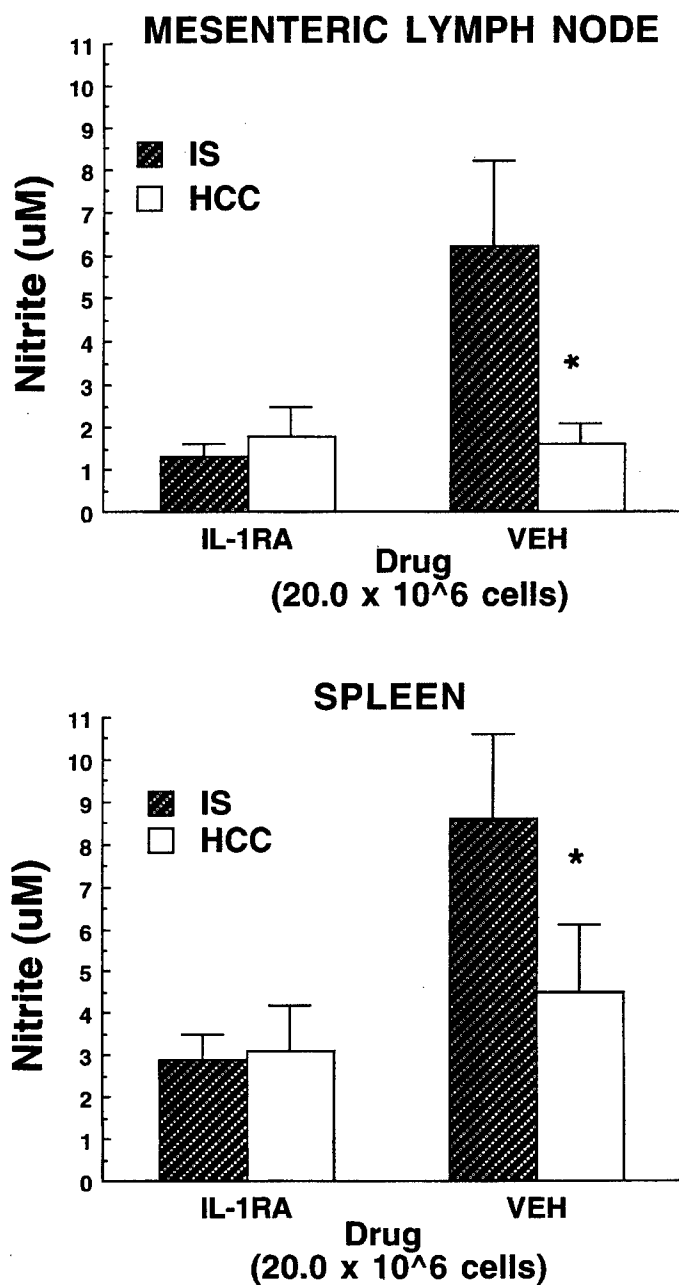 MESENTERIC LYMPH NODE
11
10
9
8
7
6
5
4
3
2
1
0
Nitrite (uM)
IS
HCC
*
IL-1RA
VEH
Drug
(20.0 x 10^6 cells)
SPLEEN
11
10
9
8
7
6
5
4
3
2
1
0
Nitrite (uM)
IS
HCC
*
IL-1RA
VEH
Drug
(20.0 x 10^6 cells)